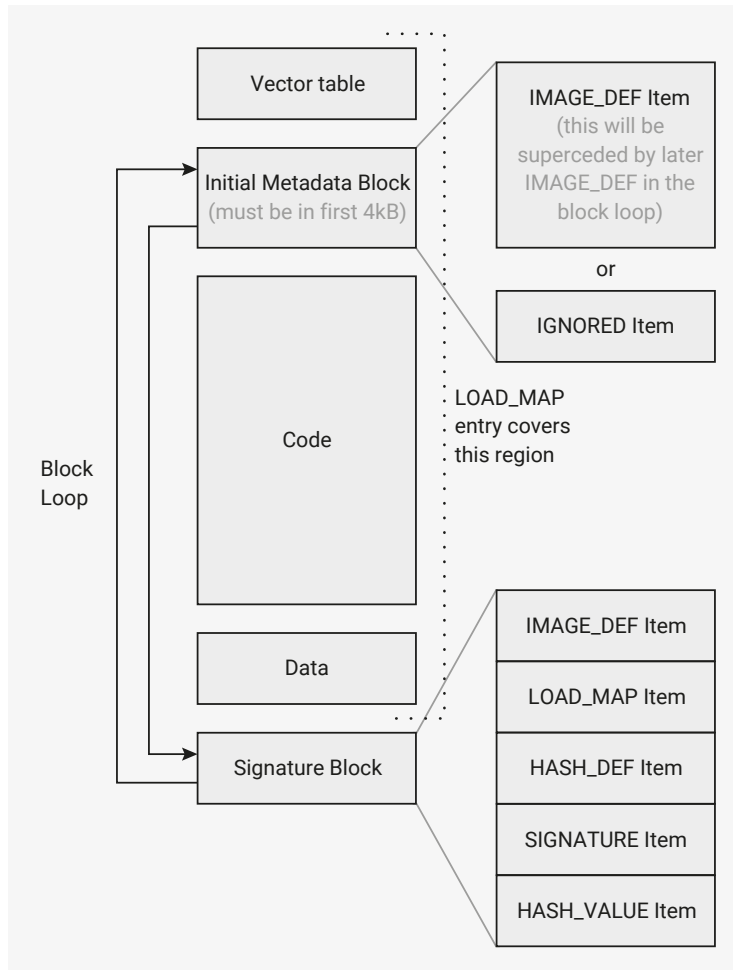 Vector table
Initial Metadata Block
(must be in first 4kB)
IMAGE_DEF Item
(this will be
superceded by later
IMAGE_DEF in the
block loop)
or
IGNORED Item
Code
LOAD_MAP
entry covers
this region
Block
Loop
Data
Signature Block
IMAGE_DEF Item
LOAD_MAP Item
HASH_DEF Item
SIGNATURE Item
HASH_VALUE Item